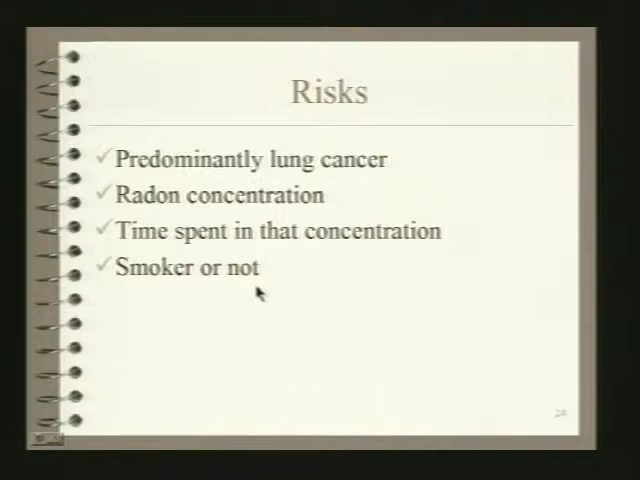 Risks
Predominantly lung cancer
Radon concentration
Time spent in that concentration
Smoker or not